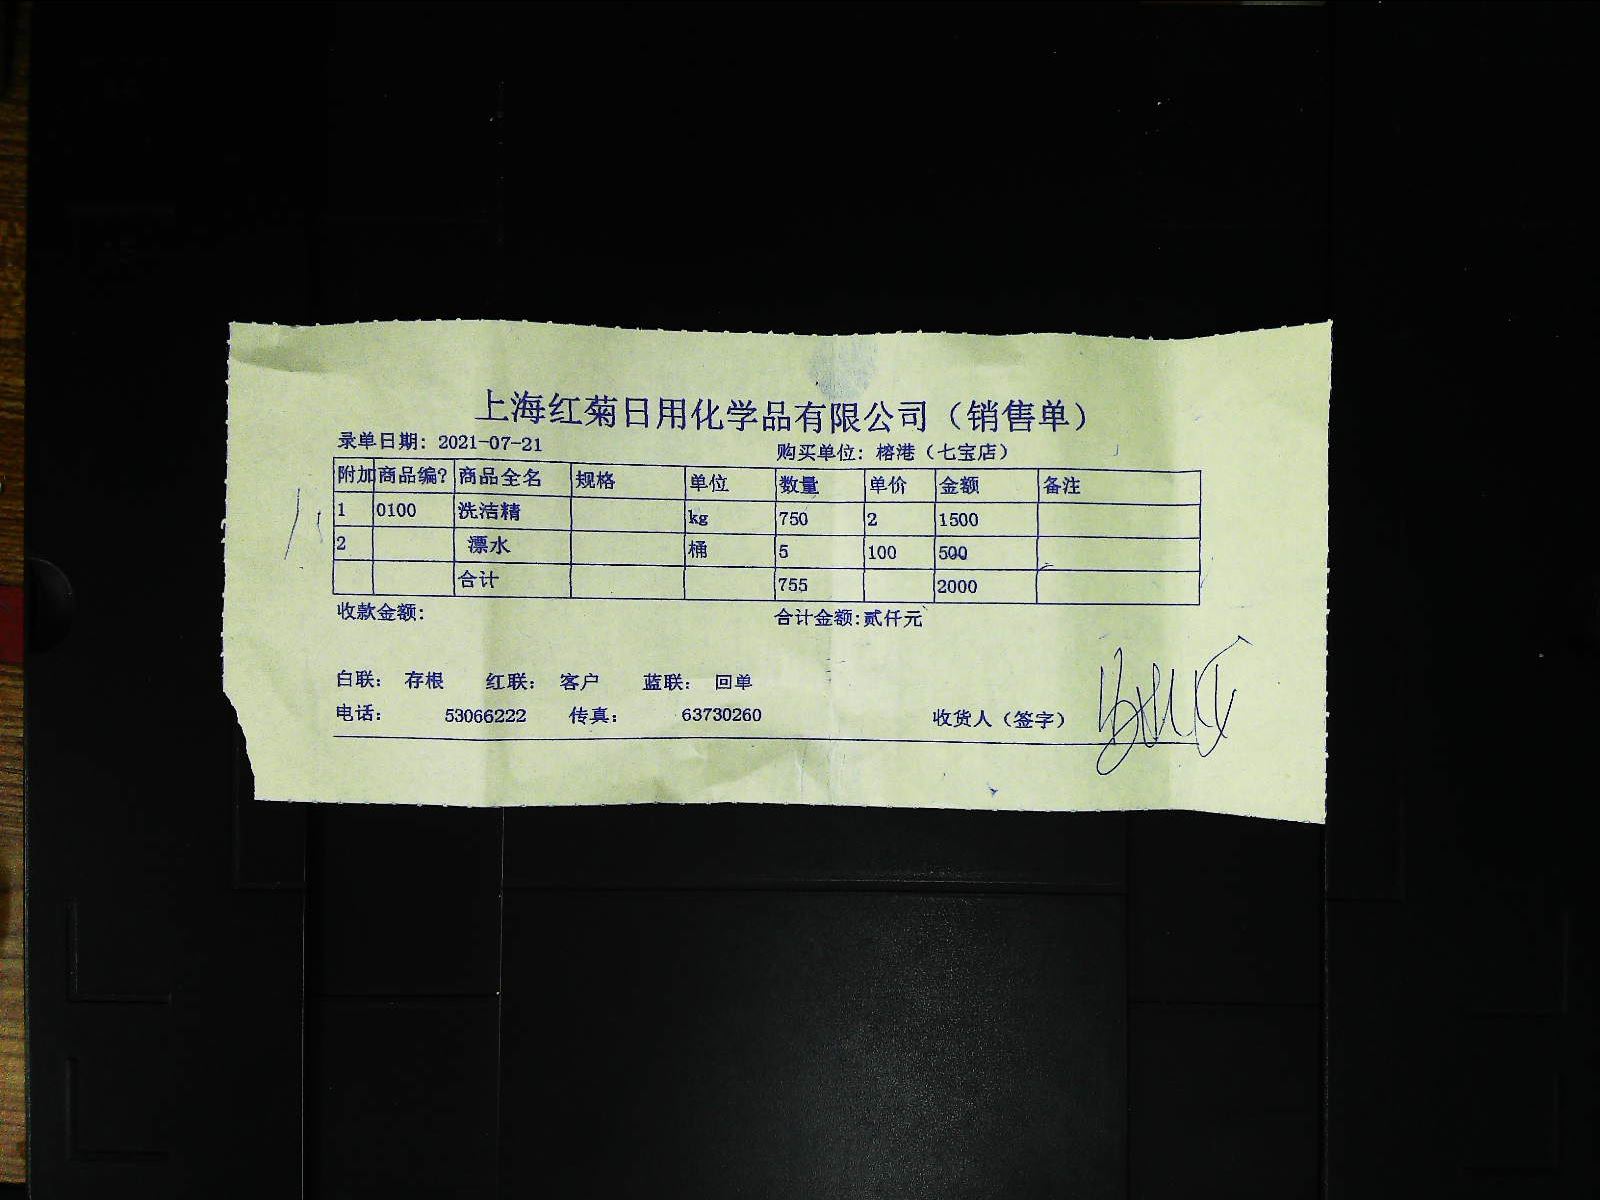 上海红菊日用化学品有限公司（销售单）
录单日期: 2021-07-21 购买单位: 榕港（七宝店）
附加 商品编? 商品全名 规格 单位 数量 单价 金额 备注
1 0100 洗洁精 kg 750 2 1500
2 漂水 桶 5 100 500
合计 755 2000
收款金额: 合计金额:贰仟元
白联: 存根 红联: 客户 蓝联: 回单
电话: 53066222 传真: 63730260 收货人（签字）